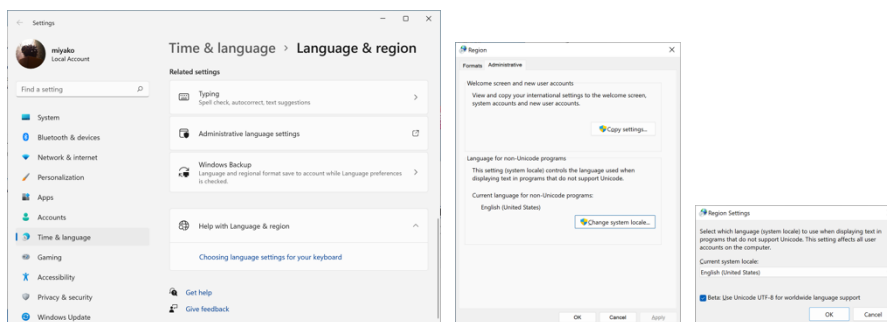 Settings
miyako
Local Account
Find a setting
System
Bluetooth & devices
Network & internet
Personalization
Apps
Accounts
Time & language
Gaming
Accessibility
Privacy & security
Windows Update
Time & language > Language & region
Related settings
Typing
Spell check, autocorrect, text suggestions
Administrative language settings
Windows Backup
Language and regional format save to account while Language preferences
is checked.
Help with Language & region
Choosing language settings for your keyboard
Get help
Give feedback
Region
Formats Administrative
Welcome screen and new user accounts
View and copy your international settings to the welcome screen,
system accounts and new user accounts.
Copy settings...
Language for non-Unicode programs
This setting (system locale) controls the language used when
displaying text in programs that do not support Unicode.
Current language for non-Unicode programs:
English (United States)
Change system locale...
OK Cancel Apply
Region Settings
Select which language (system locale) to use when displaying text in
programs that do not support Unicode. This setting affects all user
accounts on the computer.
Current system locale:
English (United States)
Beta: Use Unicode UTF-8 for worldwide language support
OK Cancel